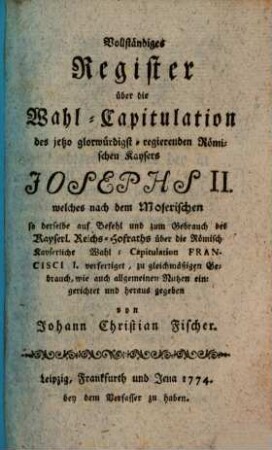 Vollständiges
Register
über die
Wahl-Capitulation
des jetzo glorwürdigst-regierenden Römi-
schen Kaysers
JOSEPHS II.
welches nach dem Moserischen
so derselbe auf Befehl und zum Gebrauch des
Kayserl. Reichs-Hofraths über die Römisch
Kayserliche Wahl-Capitulation FRAN-
CISCI I. verfertiget, zu gleichmäßigen Ge-
brauch, wie auch allgemeinen Nutzen ein-
gerichtet und heraus gegeben
von
Johann Christian Fischer.
Leipzig, Franckfurth und Jena 1774.
bey dem Verfasser zu haben.